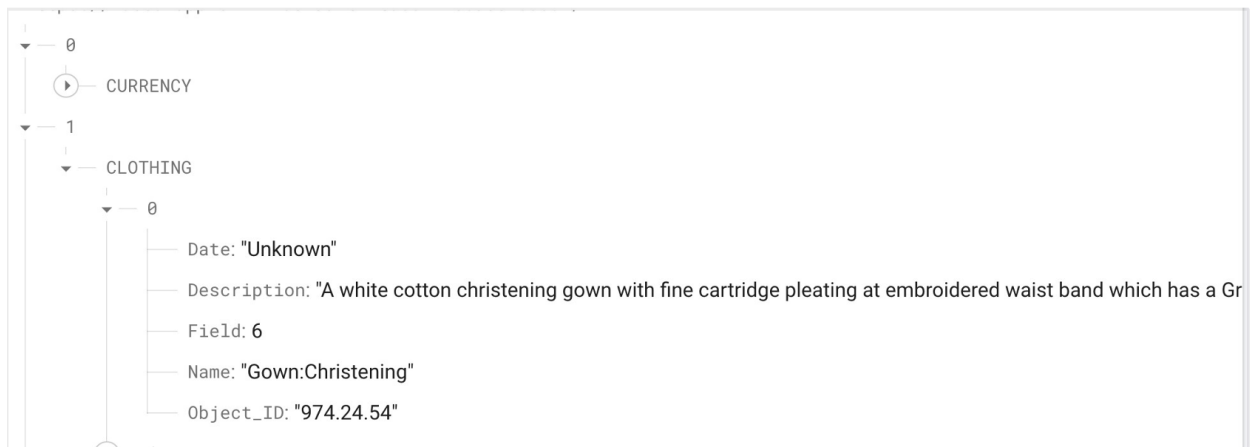 0
CURRENCY
1
CLOTHING
0
Date: "Unknown"
Description: "A white cotton christening gown with fine cartridge pleating at embroidered waist band which has a Gr
Field: 6
Name: "Gown:Christening"
Object_ID: "974.24.54"